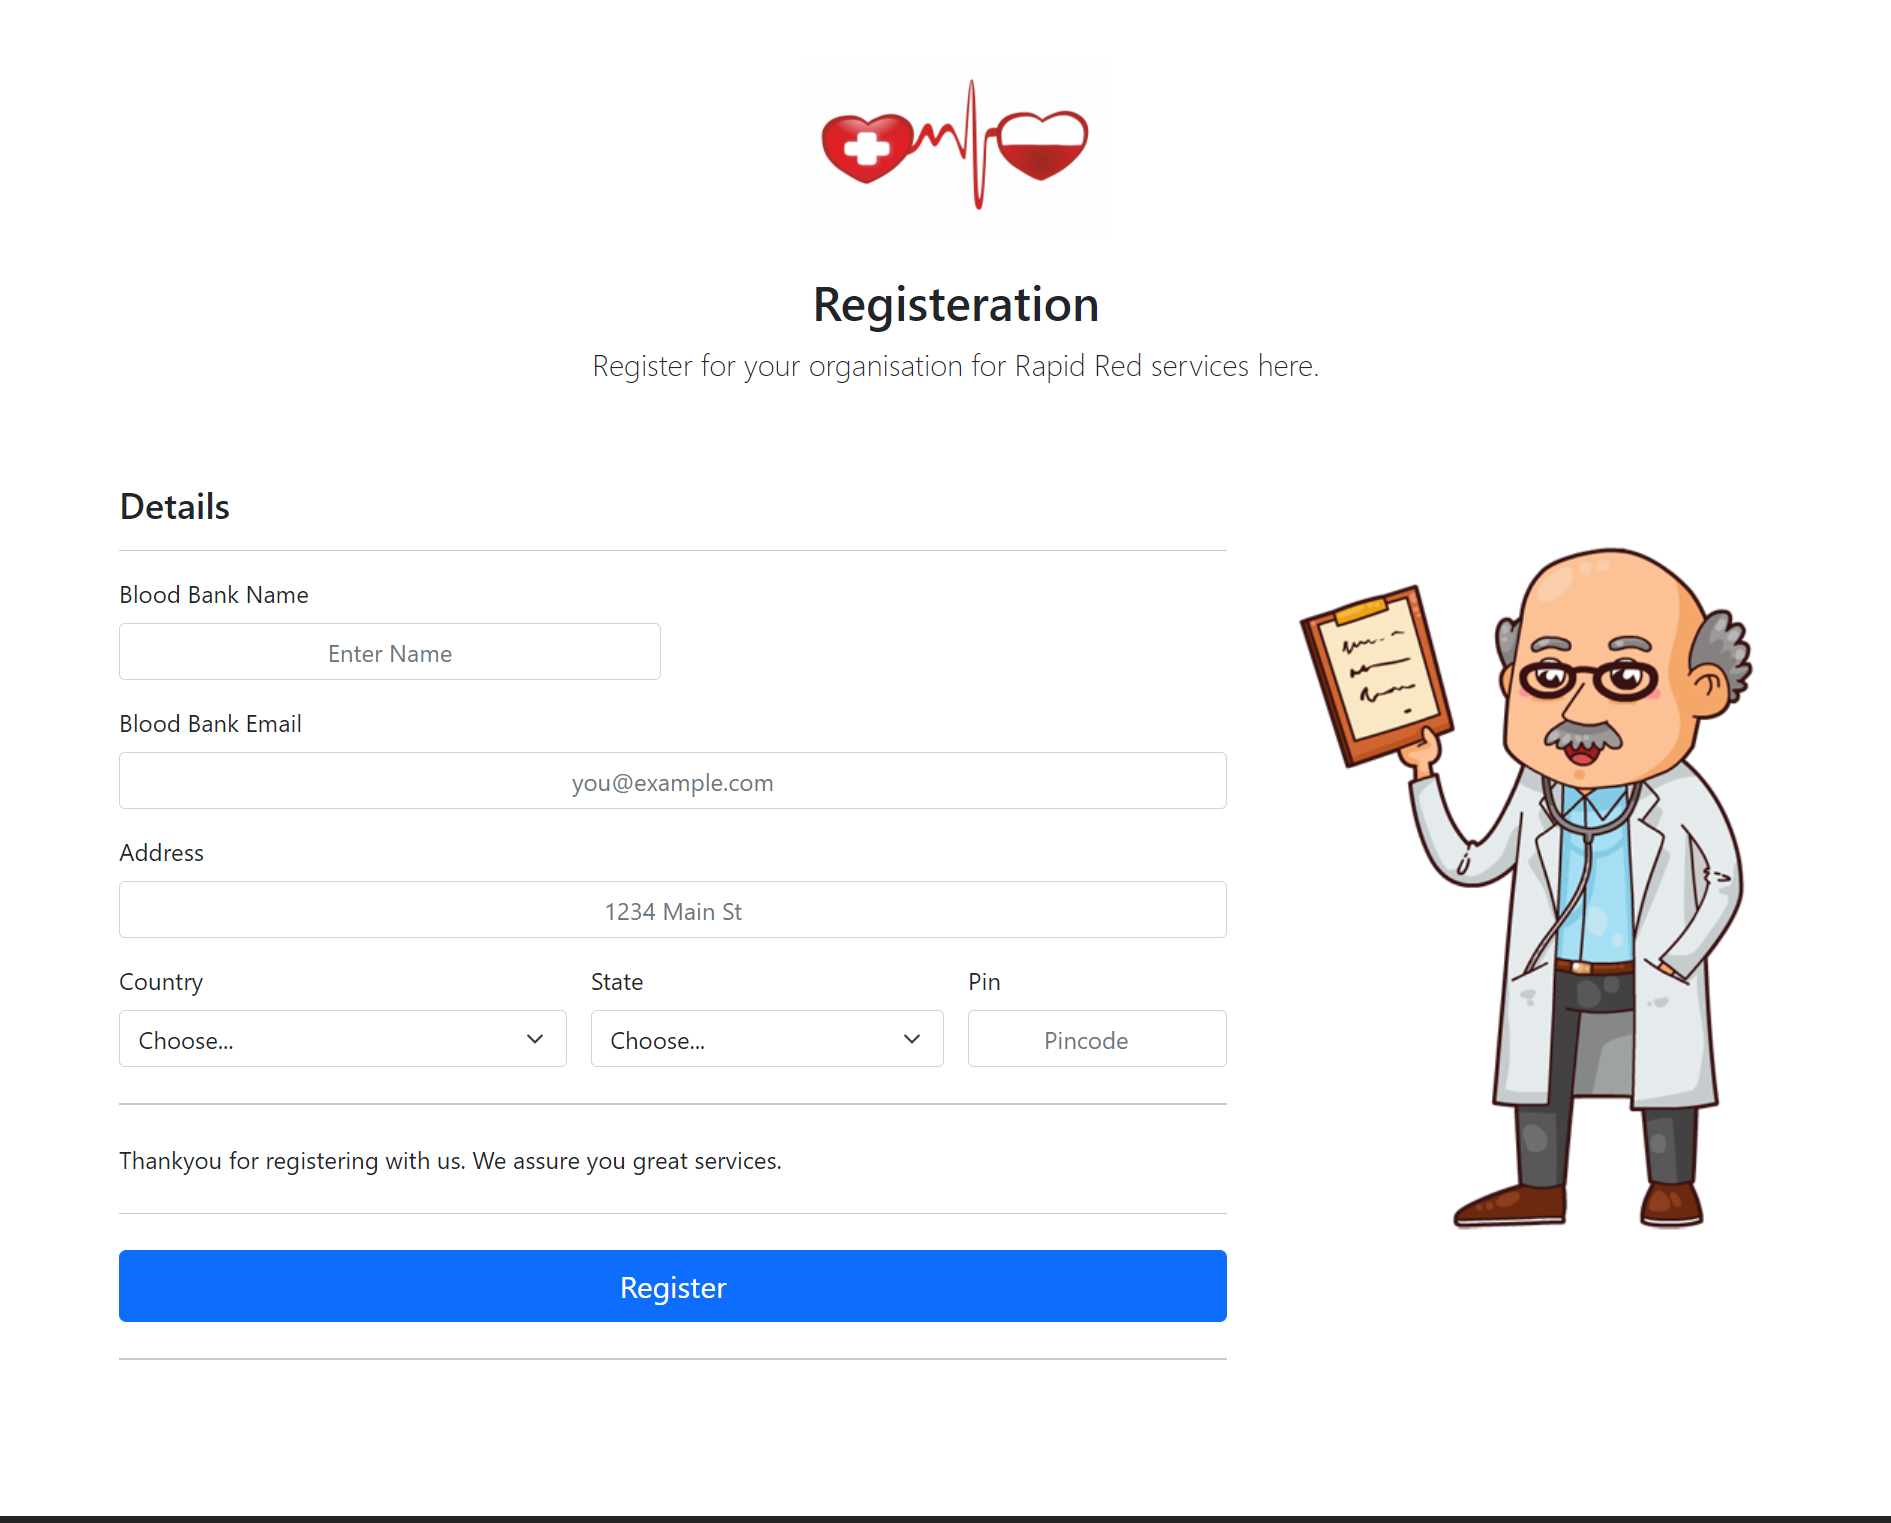 Registeration
Register for your organisation for Rapid Red services here.
Details
Blood Bank Name
Enter Name
Blood Bank Email
you@example.com
Address
1234 Main St
Country State Pin
Choose... Choose... Pincode
Thankyou for registering with us. We assure you great services.
Register